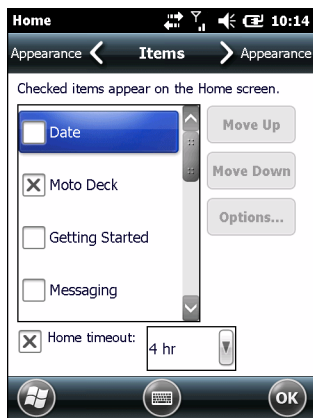 Home 10:14
Appearance Items Appearance
Checked items appear on the Home screen.
Date
Moto Deck
Getting Started
Messaging
Move Up
Move Down
Options...
Home timeout: 4 hr
OK